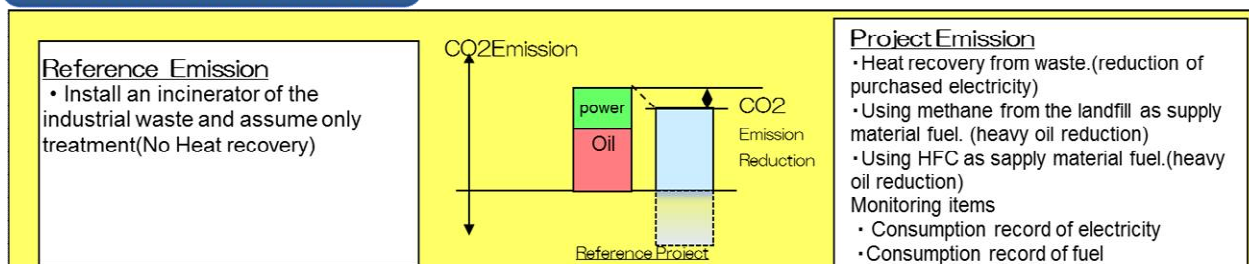 Reference Emission
・Install an incinerator of the
industrial waste and assume only
treatment(No Heat recovery)
CO2Emission
power
Oil
CO2
Emission
Reduction
Reference Project
Project Emission
・Heat recovery from waste.(reduction of
purchased electricity)
・Using methane from the landfill as supply
material fuel. (heavy oil reduction)
・Using HFC as sapply material fuel.(heavy
oil reduction)
Monitoring items
・ Consumption record of electricity
・Consumption record of fuel